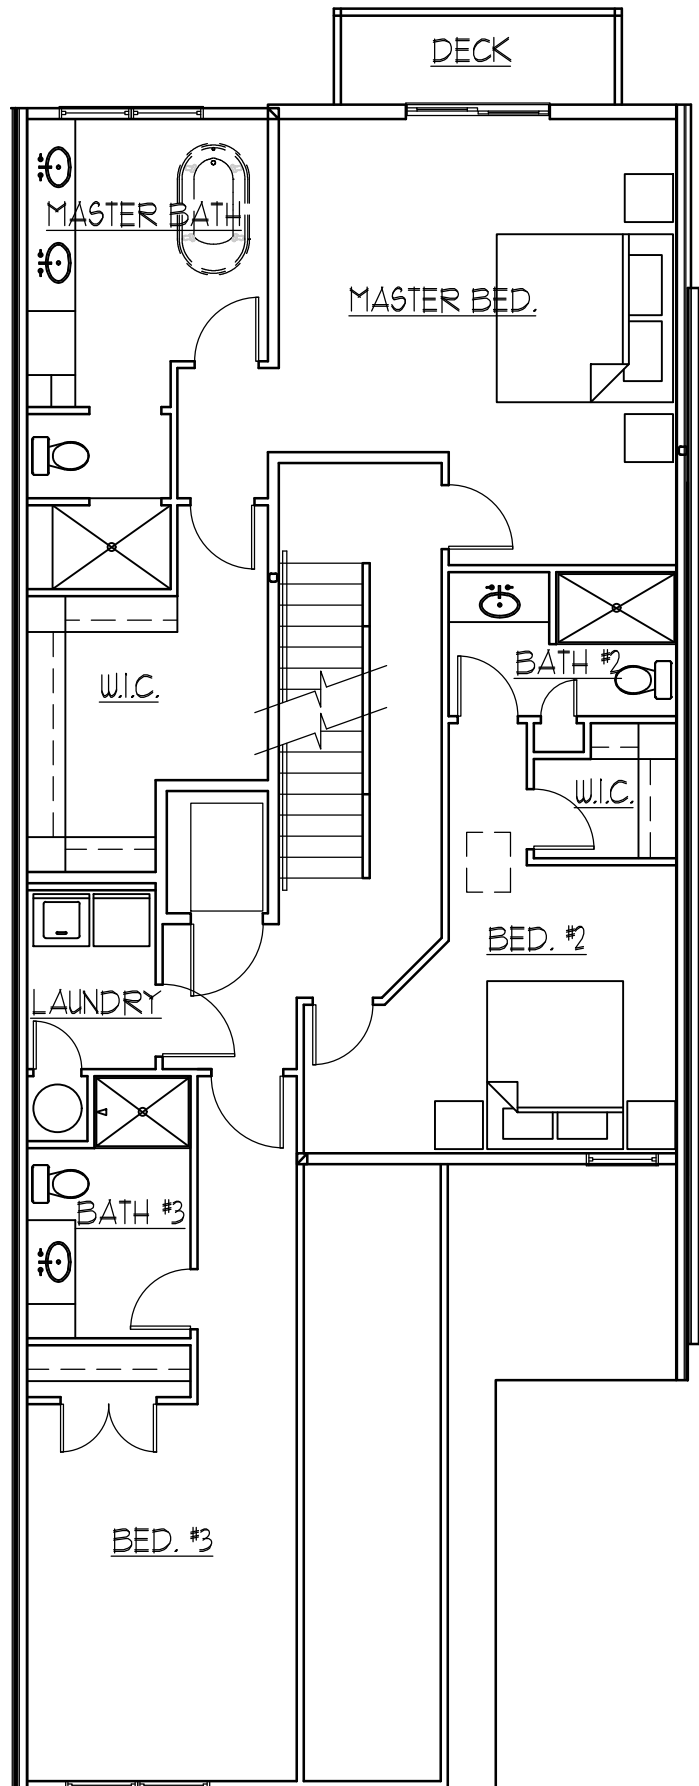 DECK
MASTER BATH
MASTER BED.
BATH #2
W.I.C.
W.I.C.
BED. #2
LAUNDRY
BATH #3
BED. #3